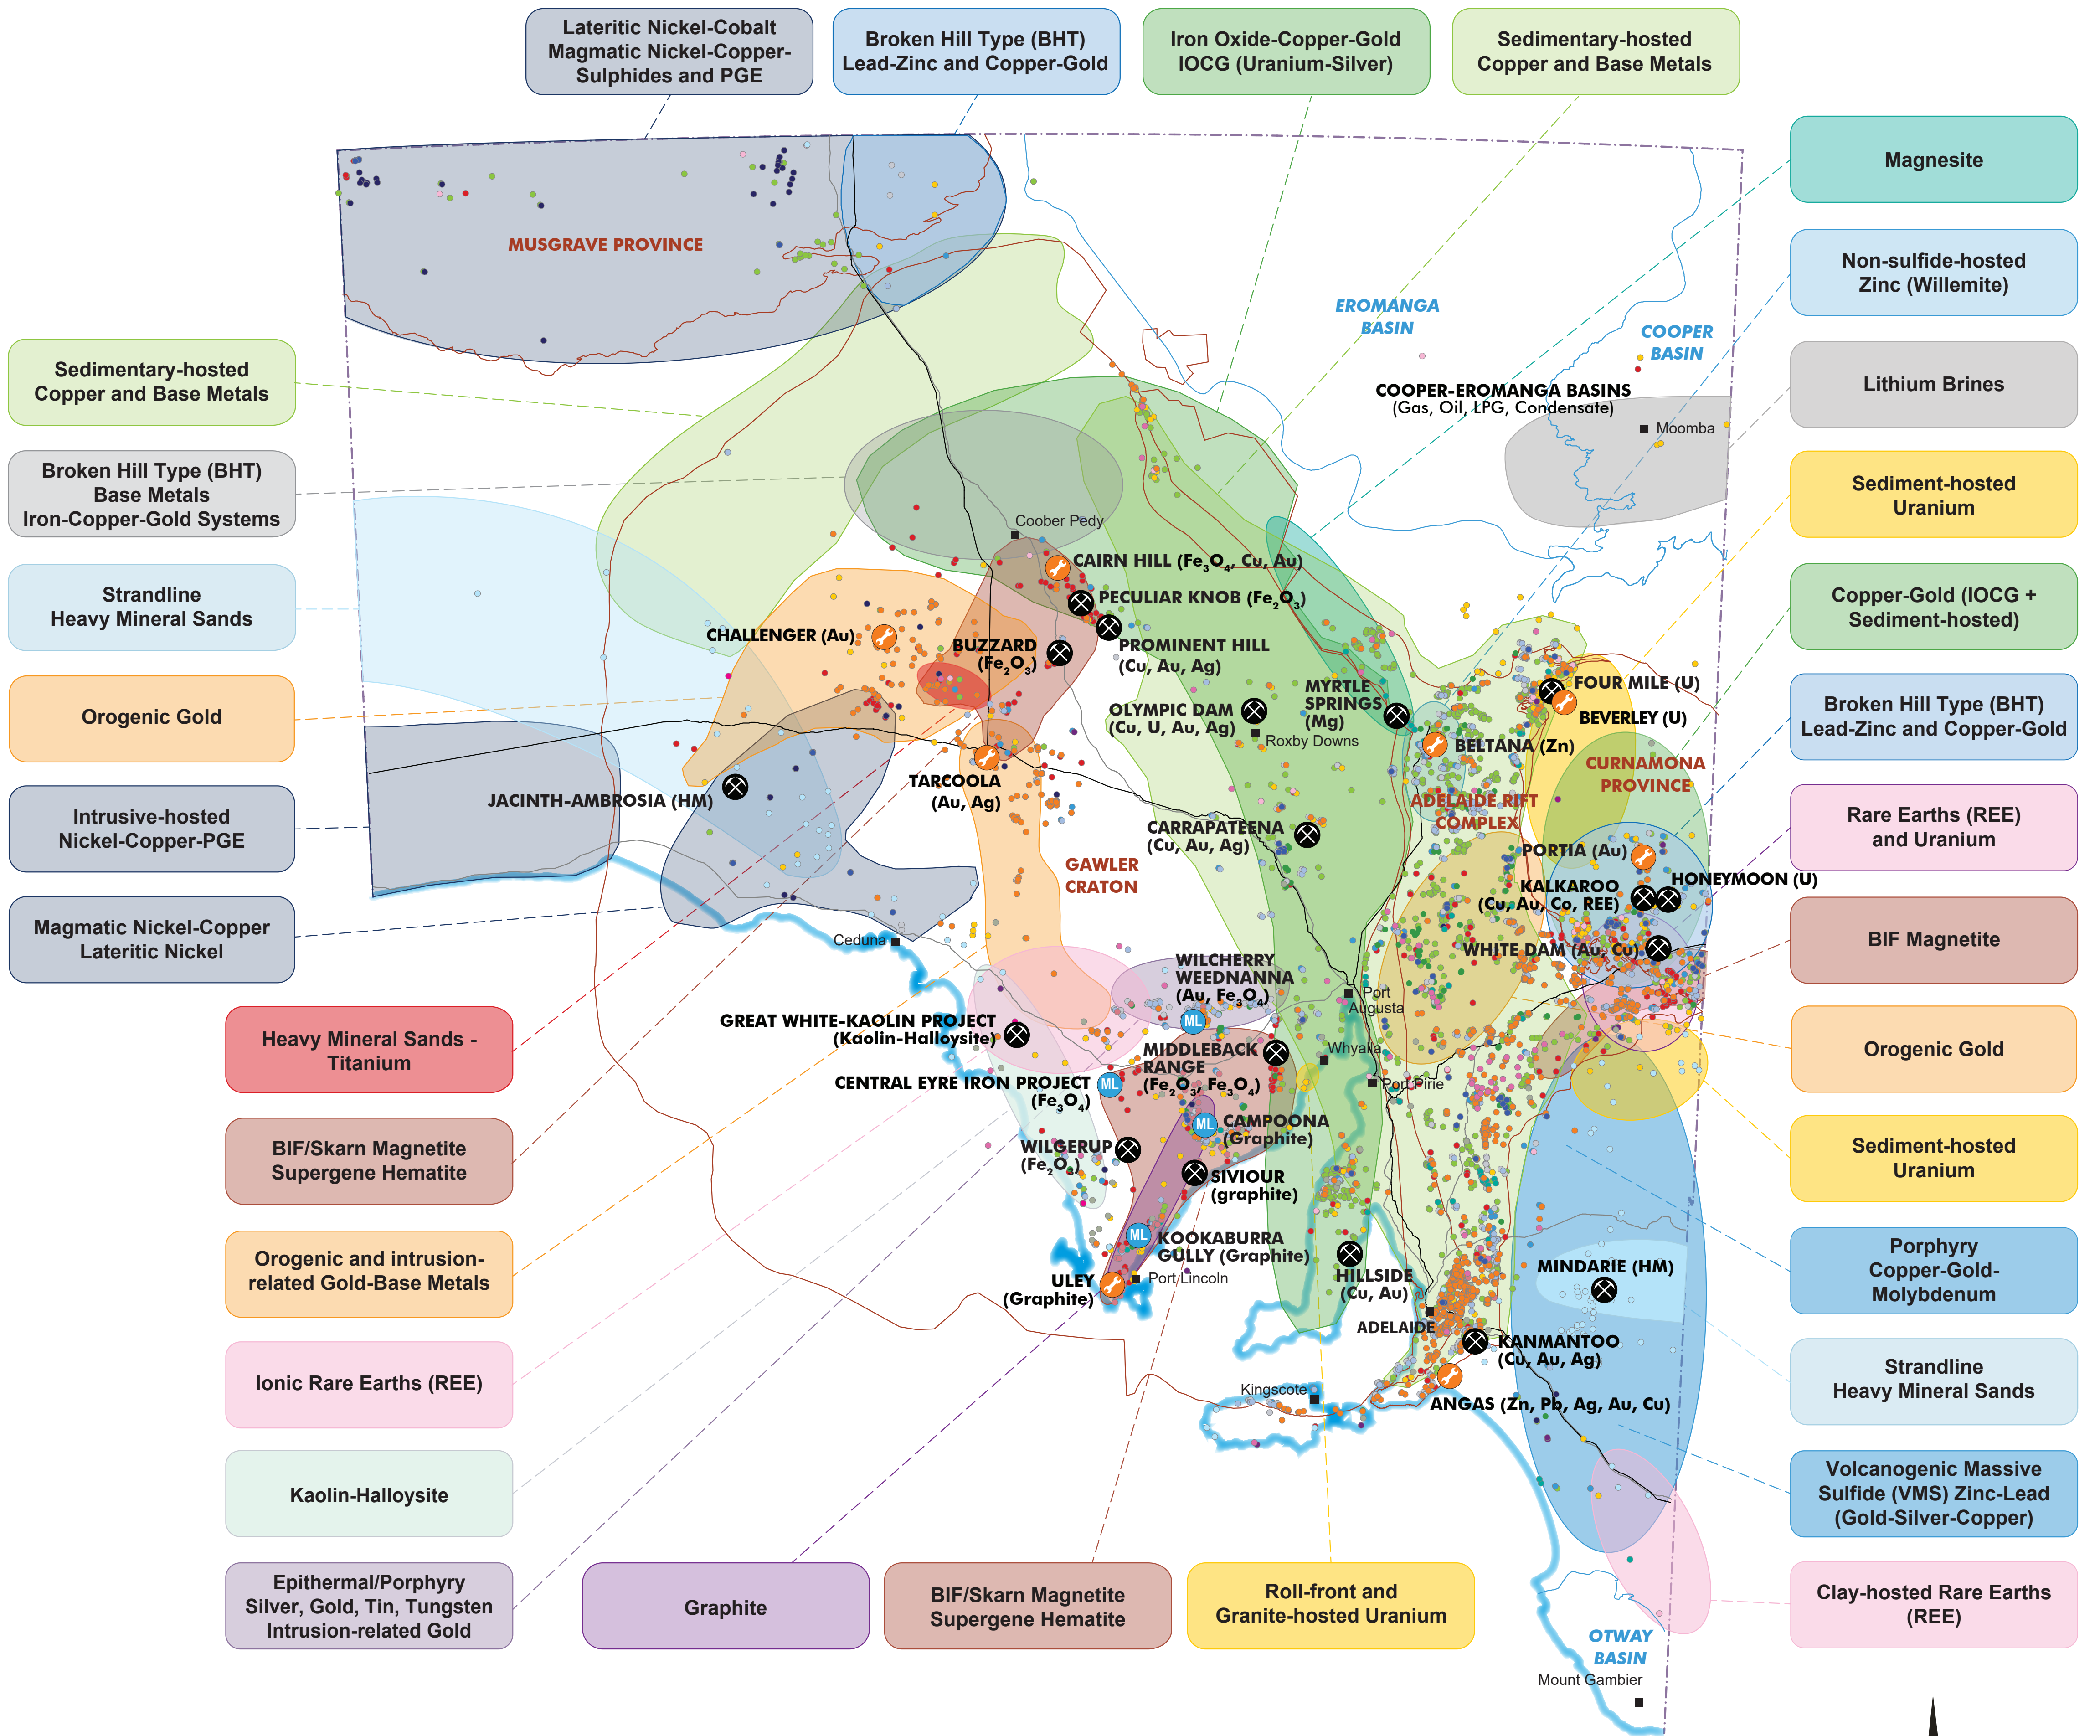 Lateritic Nickel-Cobalt
Magmatic Nickel-Copper-
Sulphides and PGE
Broken Hill Type (BHT)
Lead-Zinc and Copper-Gold
Iron Oxide-Copper-Gold
IOCG (Uranium-Silver)
Sedimentary-hosted
Copper and Base Metals
Magnesite
Non-sulfide-hosted
Zinc (Willemite)
Lithium Brines
Sediment-hosted
Uranium
Copper-Gold (IOCG +
Sediment-hosted)
Broken Hill Type (BHT)
Lead-Zinc and Copper-Gold
Rare Earths (REE)
and Uranium
BIF Magnetite
Orogenic Gold
Sediment-hosted
Uranium
Porphyry
Copper-Gold-
Molybdenum
Strandline
Heavy Mineral Sands
Volcanogenic Massive
Sulfide (VMS) Zinc-Lead
(Gold-Silver-Copper)
Clay-hosted Rare Earths
(REE)
Sedimentary-hosted
Copper and Base Metals
Broken Hill Type (BHT)
Base Metals
Iron-Copper-Gold Systems
Strandline
Heavy Mineral Sands
Orogenic Gold
Intrusive-hosted
Nickel-Copper-PGE
Magmatic Nickel-Copper
Lateritic Nickel
Heavy Mineral Sands -
Titanium
BIF/Skarn Magnetite
Supergene Hematite
Orogenic and intrusion-
related Gold-Base Metals
Ionic Rare Earths (REE)
Kaolin-Halloysite
Epithermal/Porphyry
Silver, Gold, Tin, Tungsten
Intrusion-related Gold
Graphite
BIF/Skarn Magnetite
Supergene Hematite
Roll-front and
Granite-hosted Uranium
MUSGRAVE PROVINCE
EROMANGA
BASIN
COOPER
BASIN
COOPER-EROMANGA BASINS
(Gas, Oil, LPG, Condensate)
Moomba
Coober Pedy
CAIRN HILL (Fe₃O₄, Cu, Au)
PECULIAR KNOB (Fe₂O₃)
CHALLENGER (Au)
BUZZARD
(Fe₂O₃)
PROMINENT HILL
(Cu, Au, Ag)
MYRTLE
SPRINGS
(Mg)
OLYMPIC DAM
(Cu, U, Au, Ag)
Roxby Downs
FOUR MILE (U)
BEVERLEY (U)
BELTANA (Zn)
CURNAMONA
PROVINCE
ADELAIDE RIFT
COMPLEX
TARCOOLA
(Au, Ag)
JACINTH-AMBROSIA (HM)
CARRAPATEENA
(Cu, Au, Ag)
GAWLER
CRATON
PORTIA (Au)
KALKAROO
(Cu, Au, Co, REE)
HONEYMOON (U)
WHITE DAM (Au, Cu)
Ceduna
WILCHERRY
WEEDNANNA
(Au, Fe₃O₄)
Port
Augusta
GREAT WHITE-KAOLIN PROJECT
(Kaolin-Halloysite)
MIDDLEBACK
RANGE
(Fe₂O₃, Fe₃O₄)
Whyalla
Port Pirie
CENTRAL EYRE IRON PROJECT
(Fe₃O₄)
ML
ML
ML
ML
CAMPOONA
(Graphite)
WILGERUP
(Fe₂O₃)
SIVIOUR
(graphite)
KOOKABURRA
GULLY (Graphite)
ULEY
(Graphite)
Port Lincoln
HILLSIDE
(Cu, Au)
MINDARIE (HM)
ADELAIDE
KANMANTOO
(Cu, Au, Ag)
Kingscote
ANGAS (Zn, Pb, Ag, Au, Cu)
OTWAY
BASIN
Mount Gambier